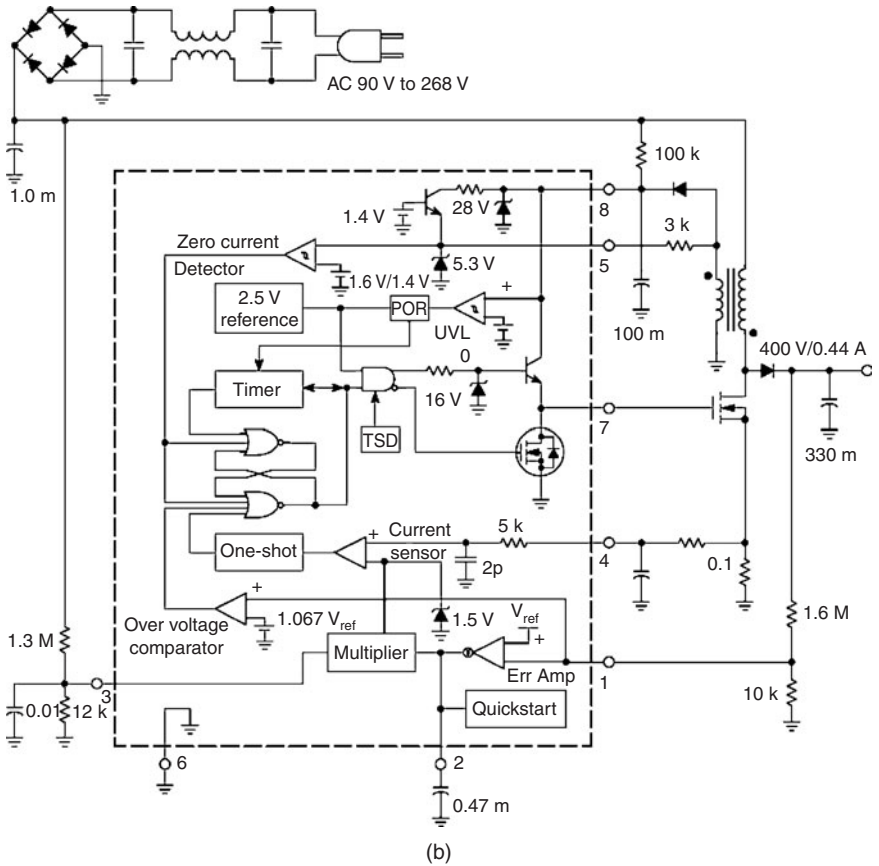 AC 90 V to 268 V
1.0 m
100 k
8
28 V
1.4 V
3 k
Zero current
Detector
5
5.3 V
1.6 V/1.4 V
2.5 V
reference
POR
+
UVL
100 m
0
400 V/0.44 A
Timer
16 V
7
TSD
330 m
+
Current
sensor
5 k
One-shot
2p
4
0.1
+
1.067 Vref
1.5 V
Vref
+
Over voltage
comparator
1.3 M
Multiplier
Err Amp
1
1.6 M
3
0.01
12 k
Quickstart
10 k
6
2
0.47 m
(b)